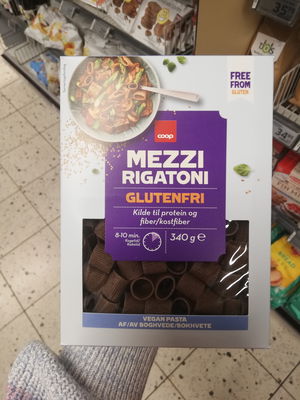 FREE
FROM
GLUTEN
coop
MEZZI
RIGATONI
GLUTENFRI
Kilde til protein og
fiber/kostfiber
8-10 min.
340 g e
VEGAN PASTA
AF/AV BOGHVEDE/BOKHVETE